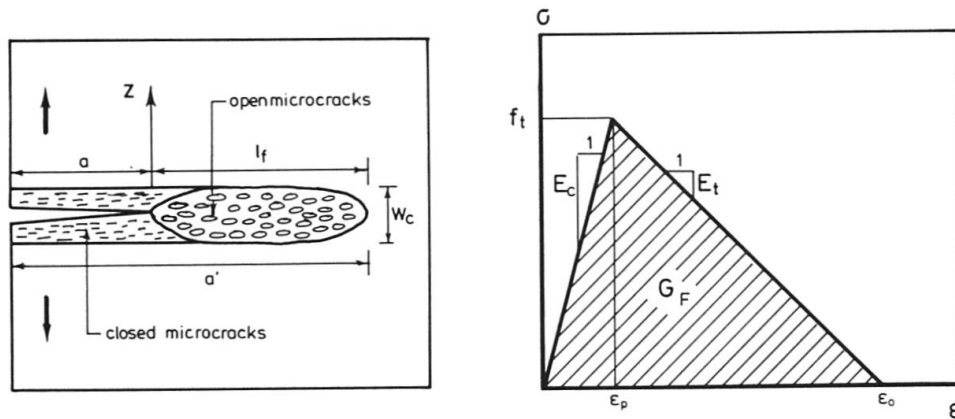 Z
open microcracks
a
l_f
W_c
a'
closed microcracks
σ
f_t
1
E_c
1
E_t
G_F
ε_p
ε_o
ε